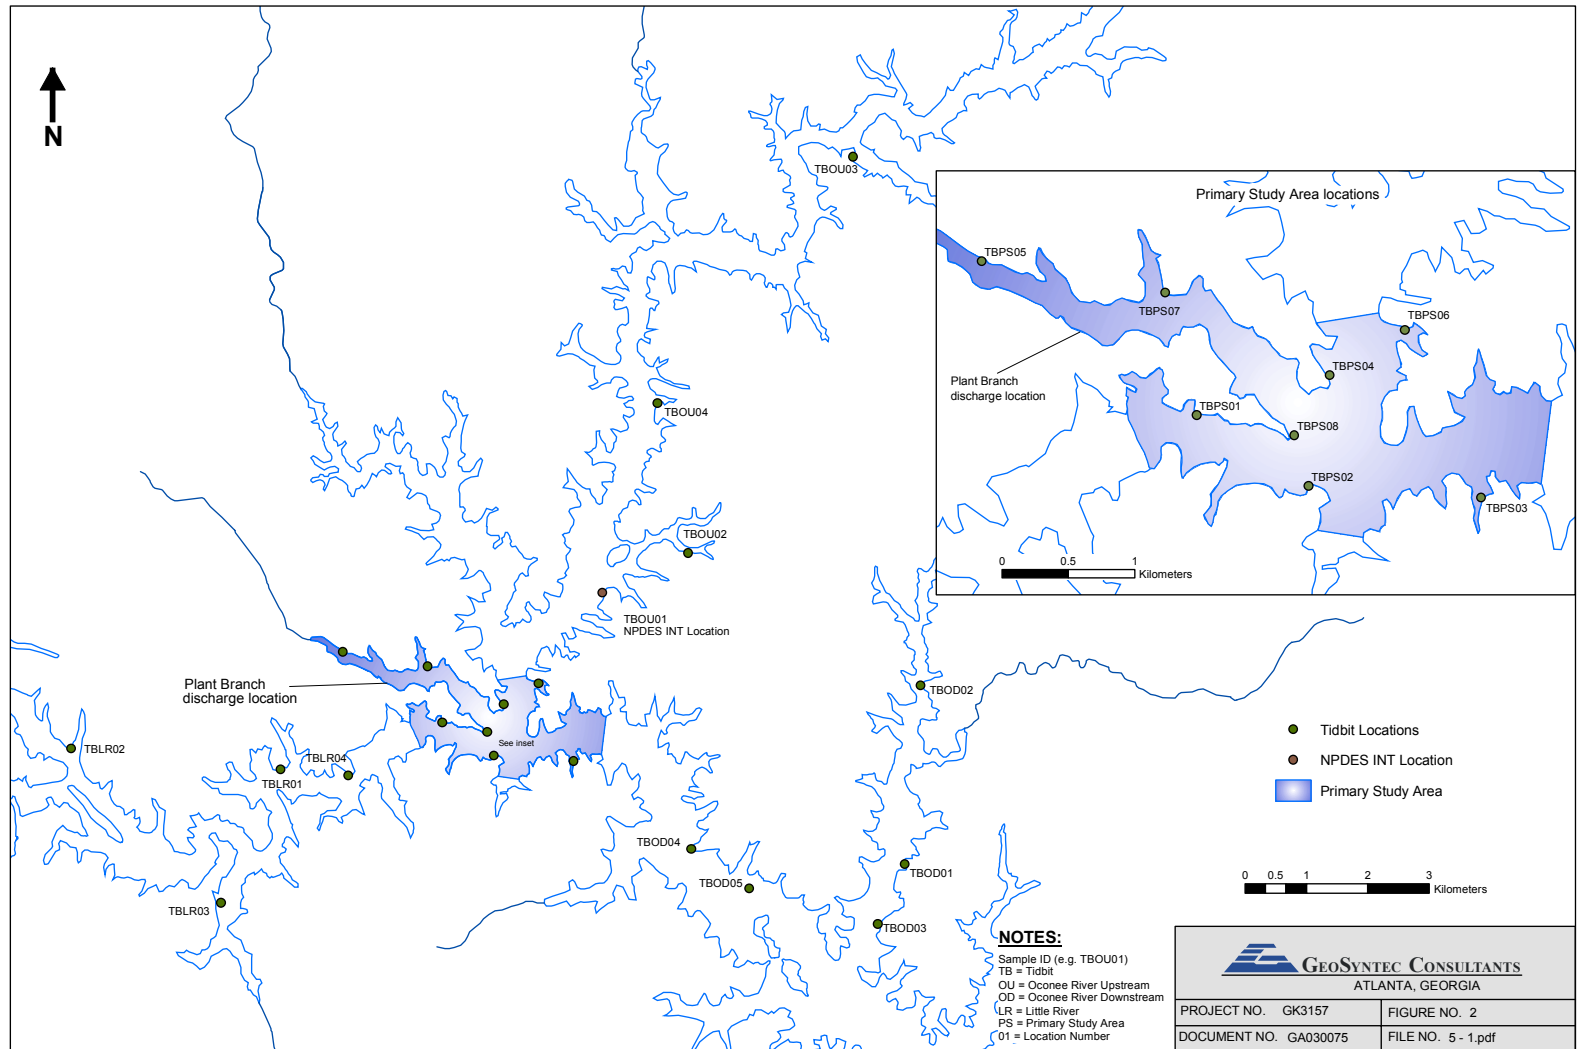 N
TBOU03
Primary Study Area locations
TBPS05
TBPS07
TBPS06
TBPS04
Plant Branch
discharge location
TBPS01
TBPS08
TBPS02
TBPS03
0 0.5 1
Kilometers
TBOU04
TBOU02
TBOU01
NPDES INT Location
Plant Branch
discharge location
See inset
TBOD02
TBLR02
TBLR04
TBLR01
TBLR03
TBOD04
TBOD05
TBOD01
TBOD03
Tidbit Locations
NPDES INT Location
Primary Study Area
0 0.5 1 2 3
Kilometers
NOTES:
Sample ID (e.g. TBOU01)
TB = Tidbit
OU = Oconee River Upstream
OD = Oconee River Downstream
LR = Little River
PS = Primary Study Area
01 = Location Number
GEOSYNTEC CONSULTANTS
ATLANTA, GEORGIA
PROJECT NO. GK3157
FIGURE NO. 2
DOCUMENT NO. GA030075
FILE NO. 5 - 1.pdf